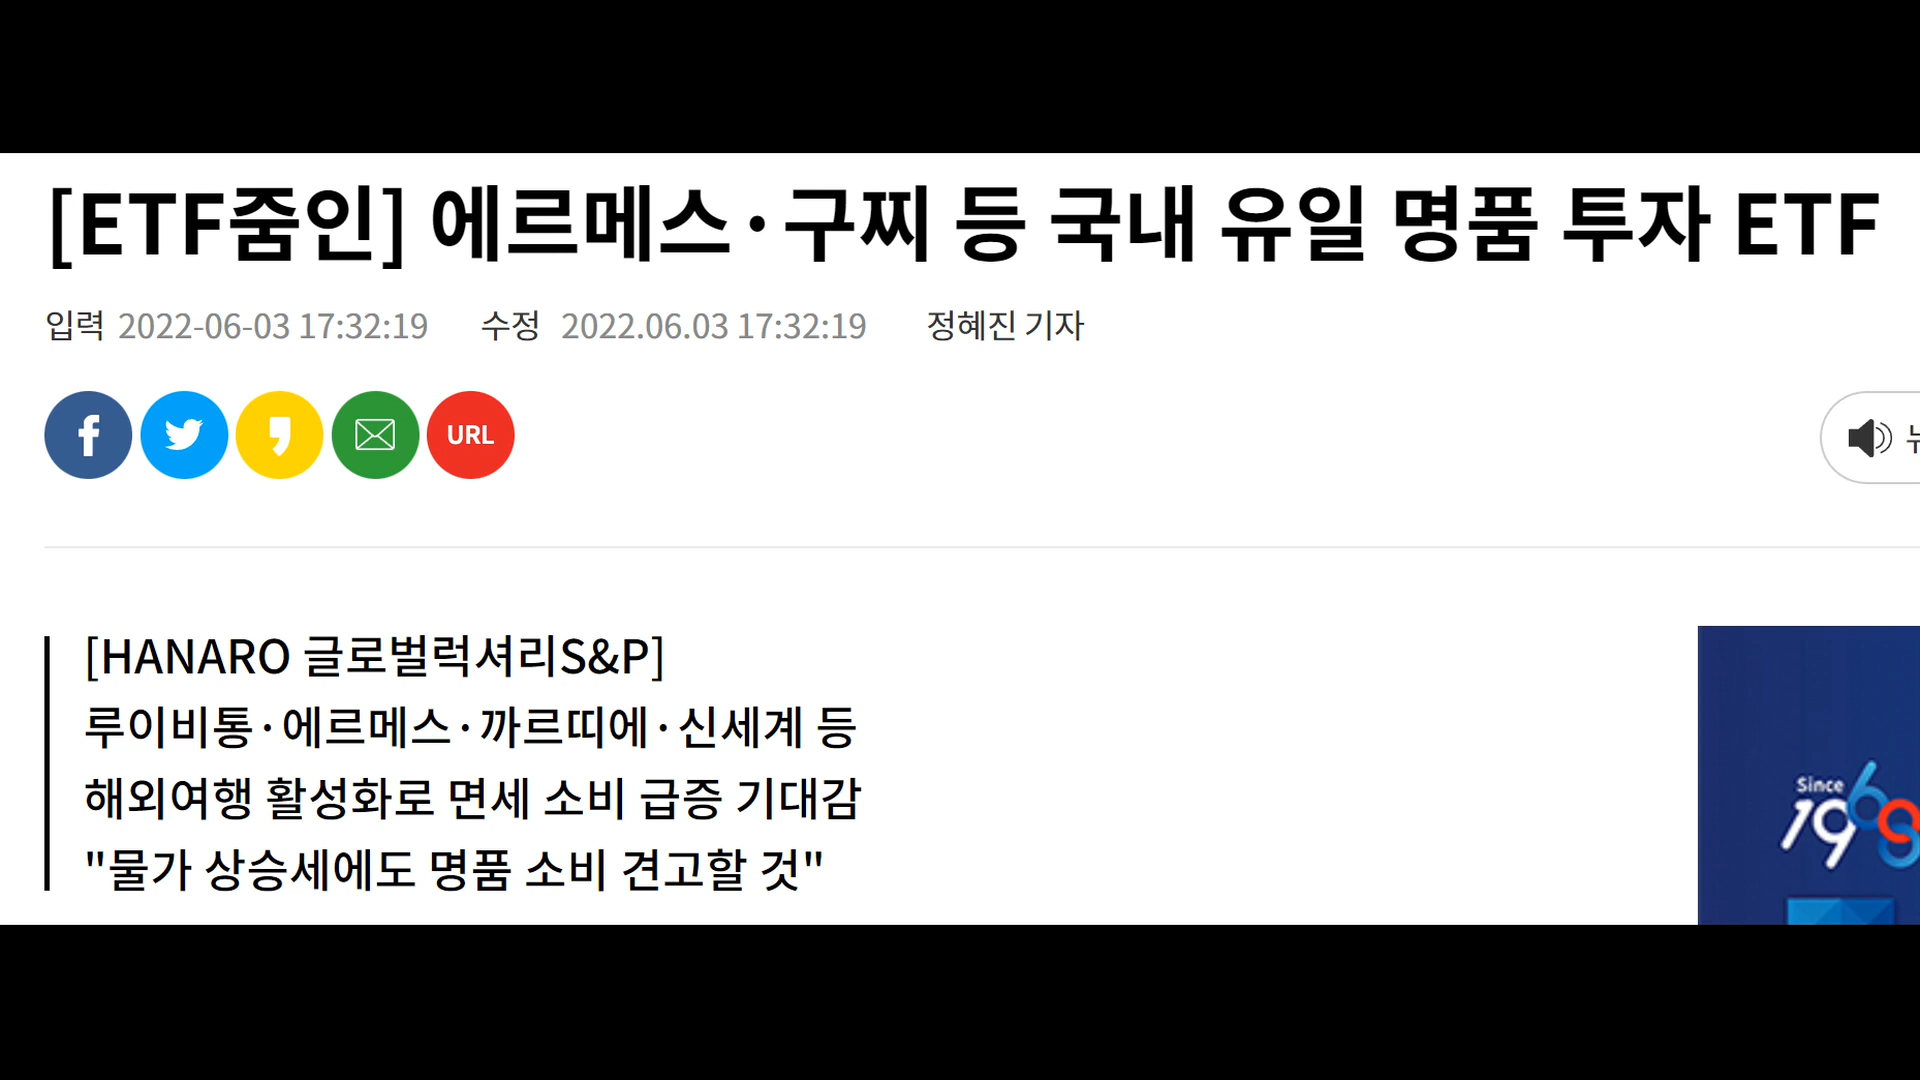 [ETF줌인] 에르메스·구찌 등 국내 유일 명품 투자 ETF
입력 2022-06-03 17:32:19 수정 2022.06.03 17:32:19 정혜진 기자
URL
[HANARO 글로벌럭셔리S&P]
루이비통·에르메스·까르띠에·신세계 등
해외여행 활성화로 면세 소비 급증 기대감
"물가 상승세에도 명품 소비 견고할 것"
Since
196